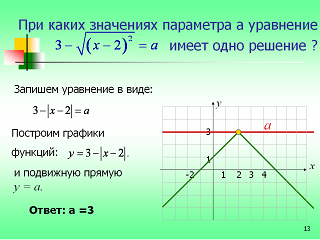 При каких значениях параметра а уравнение
3 − √(x − 2)² = a имеет одно решение ?
Запишем уравнение в виде:
3 − |x − 2| = a
Построим графики
функций: y = 3 − |x − 2|.
и подвижную прямую
y = a.
Ответ: а =3
y
3
a
1
-2 1 2 3 4
x
13